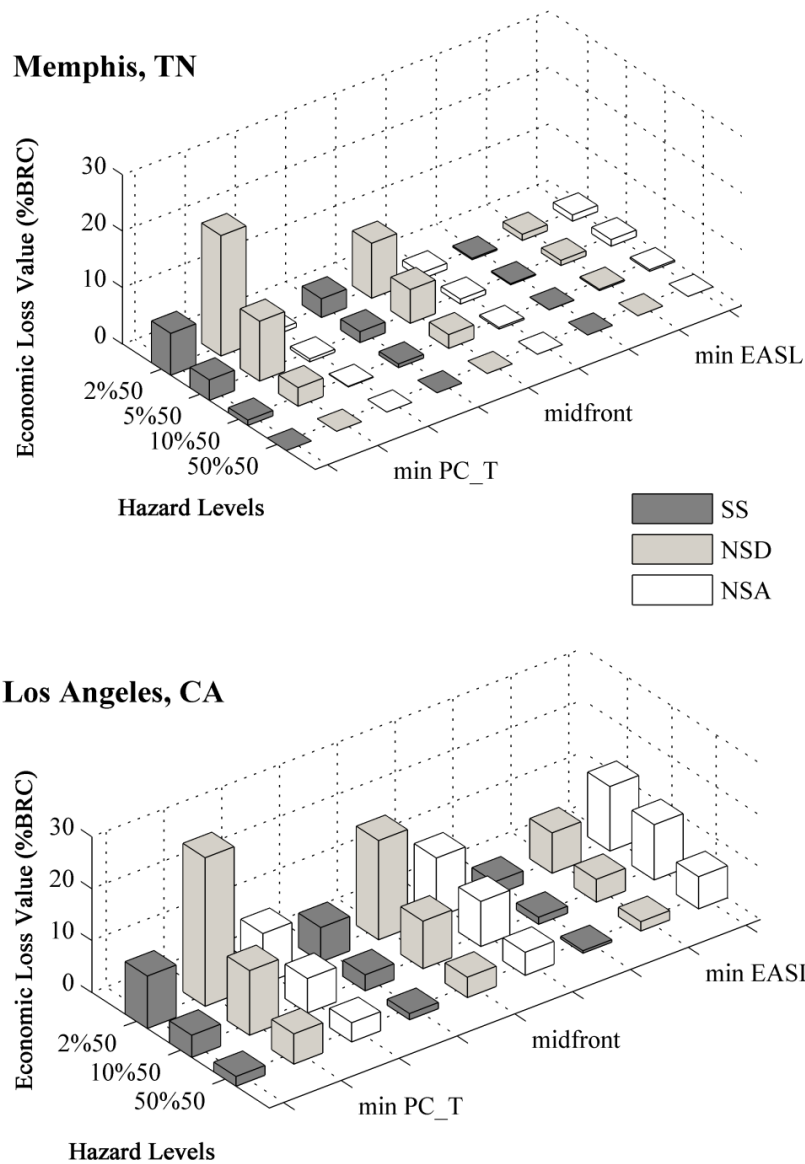 Memphis, TN
Economic Loss Value (%BRC)
30
20
10
0
2%50
5%50
10%50
50%50
Hazard Levels
min PC_T
midfront
min EASL
SS
NSD
NSA
Los Angeles, CA
Economic Loss Value (%BRC)
30
20
10
0
2%50
10%50
50%50
Hazard Levels
min PC_T
midfront
min EASI